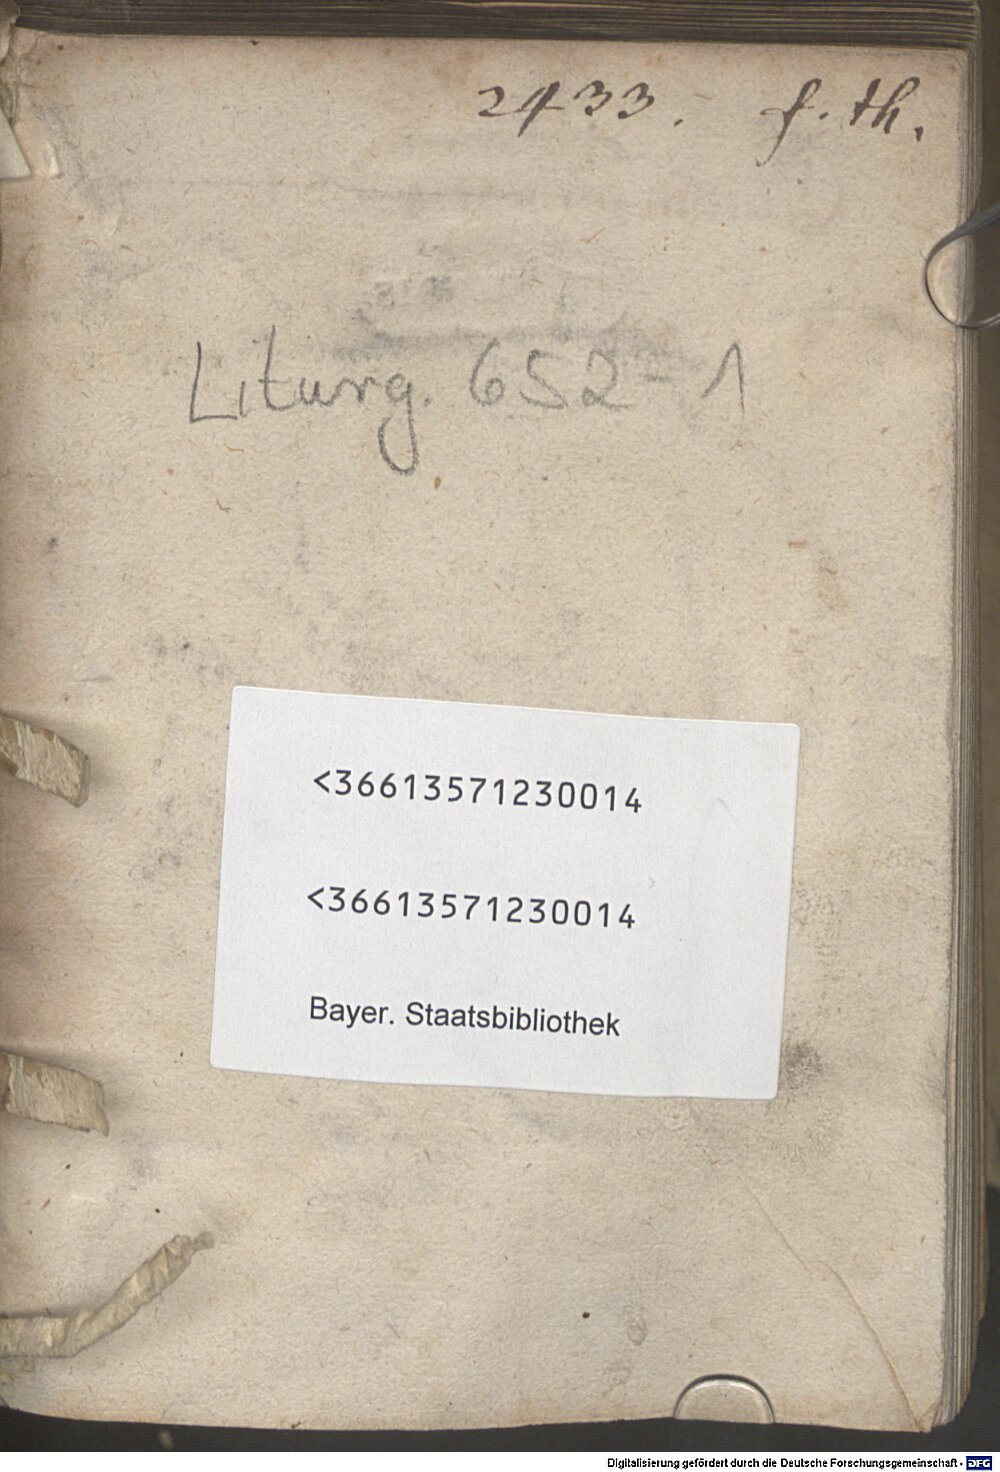 2433. f. th.
Liturg. 652-1
<36613571230014
<36613571230014
Bayer. Staatsbibliothek
Digitalisierung gefördert durch die Deutsche Forschungsgemeinschaft - DFG